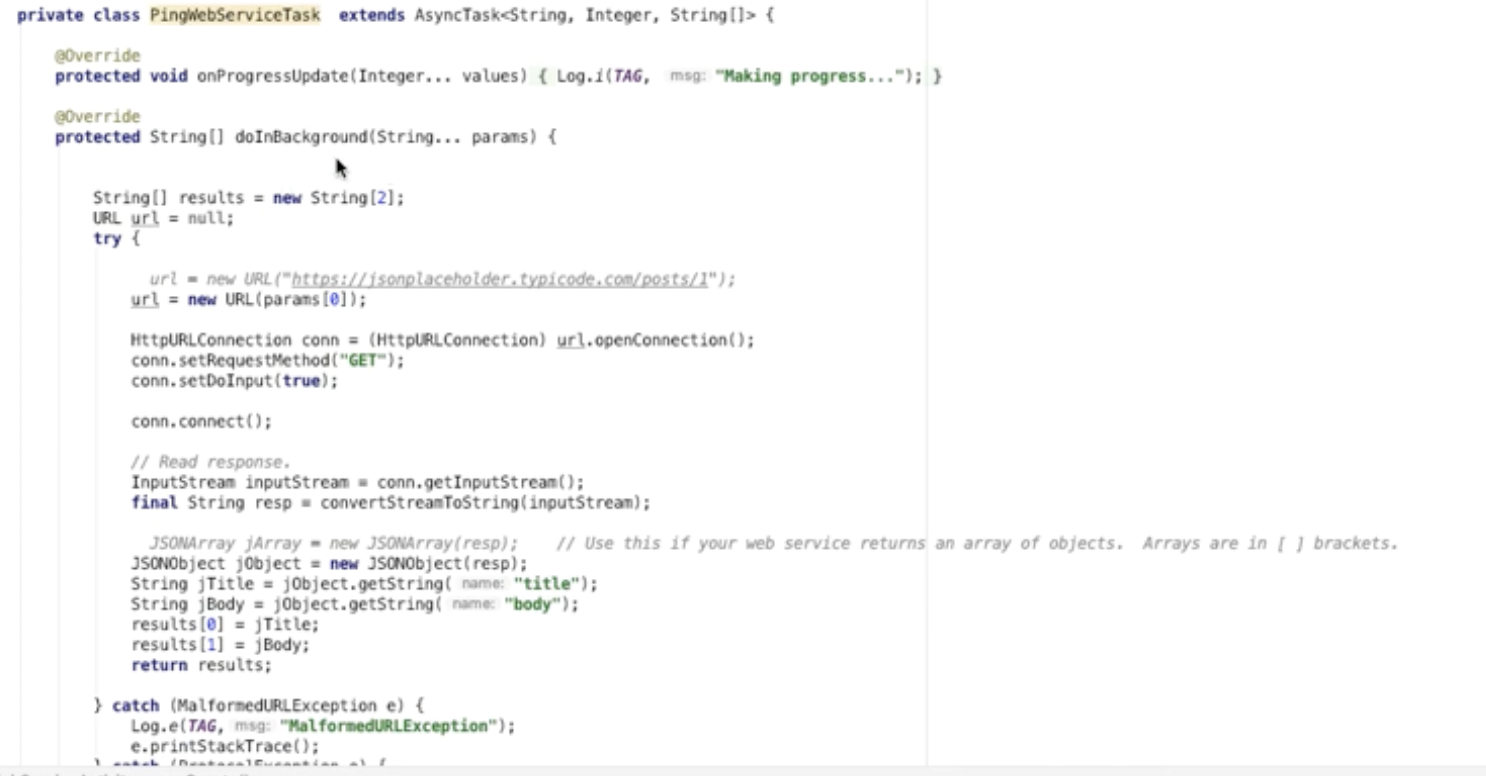 private class PingWebServiceTask extends AsyncTask<String, Integer, String[]> {
@Override
protected void onProgressUpdate(Integer... values) { Log.i(TAG, msg: "Making progress..."); }
@Override
protected String[] doInBackground(String... params) {
String[] results = new String[2];
URL url = null;
try {
url = new URL("https://jsonplaceholder.typicode.com/posts/1");
url = new URL(params[0]);
HttpURLConnection conn = (HttpURLConnection) url.openConnection();
conn.setRequestMethod("GET");
conn.setDoInput(true);
conn.connect();
// Read response.
InputStream inputStream = conn.getInputStream();
final String resp = convertStreamToString(inputStream);
JSONArray jArray = new JSONArray(resp); // Use this if your web service returns an array of objects. Arrays are in [ ] brackets.
JSONObject jObject = new JSONObject(resp);
String jTitle = jObject.getString( name: "title");
String jBody = jObject.getString( name: "body");
results[0] = jTitle;
results[1] = jBody;
return results;
} catch (MalformedURLException e) {
Log.e(TAG, msg: "MalformedURLException");
e.printStackTrace();
} catch (ProtocolException e) {